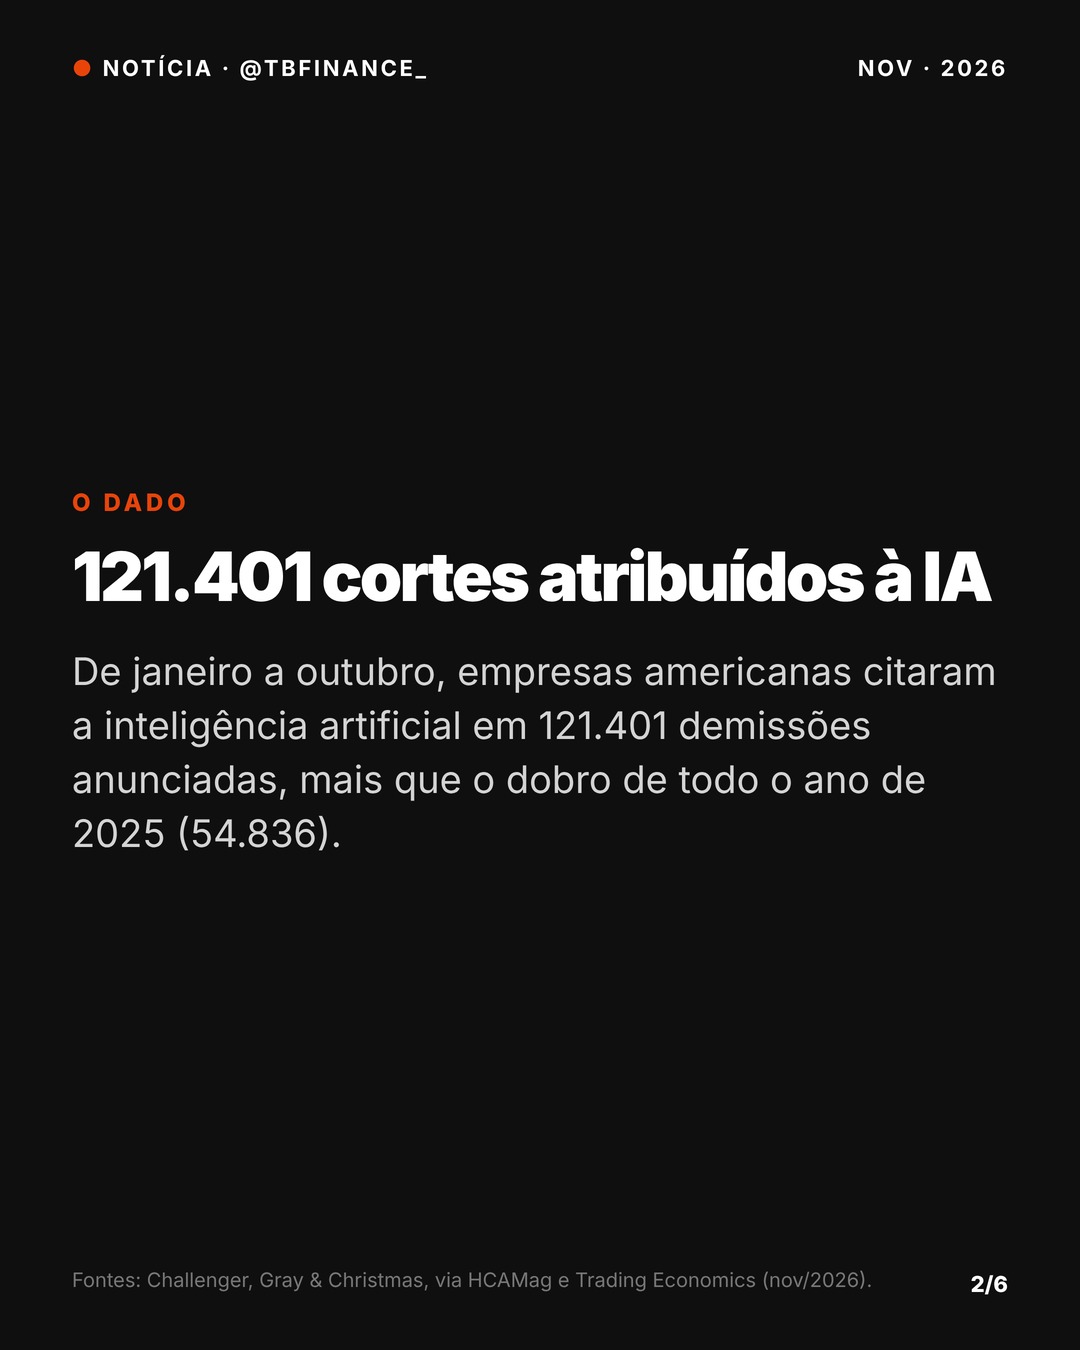 NOTÍCIA · @TBFINANCE_
NOV · 2026
O DADO
121.401 cortes atribuídos à IA
De janeiro a outubro, empresas americanas citaram
a inteligência artificial em 121.401 demissões
anunciadas, mais que o dobro de todo o ano de
2025 (54.836).
Fontes: Challenger, Gray & Christmas, via HCAMag e Trading Economics (nov/2026).
2/6